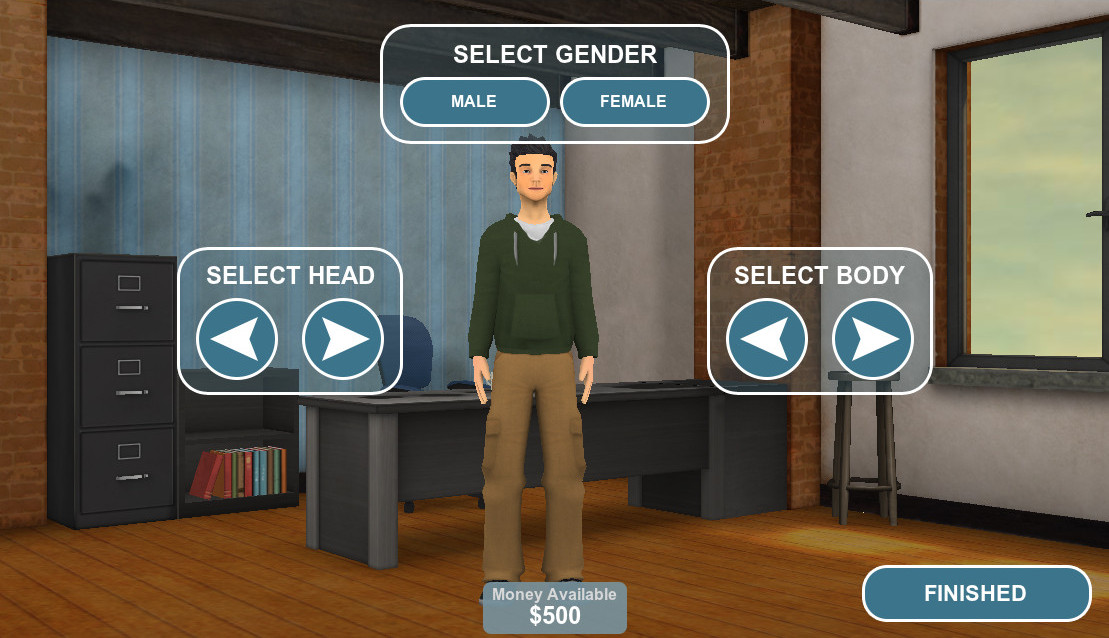 SELECT GENDER
MALE
FEMALE
SELECT HEAD
SELECT BODY
Money Available
$500
FINISHED